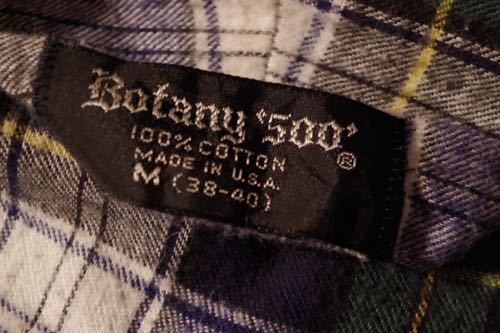 Botany '500'
®
100% COTTON
MADE IN U.S.A.
M (38-40)